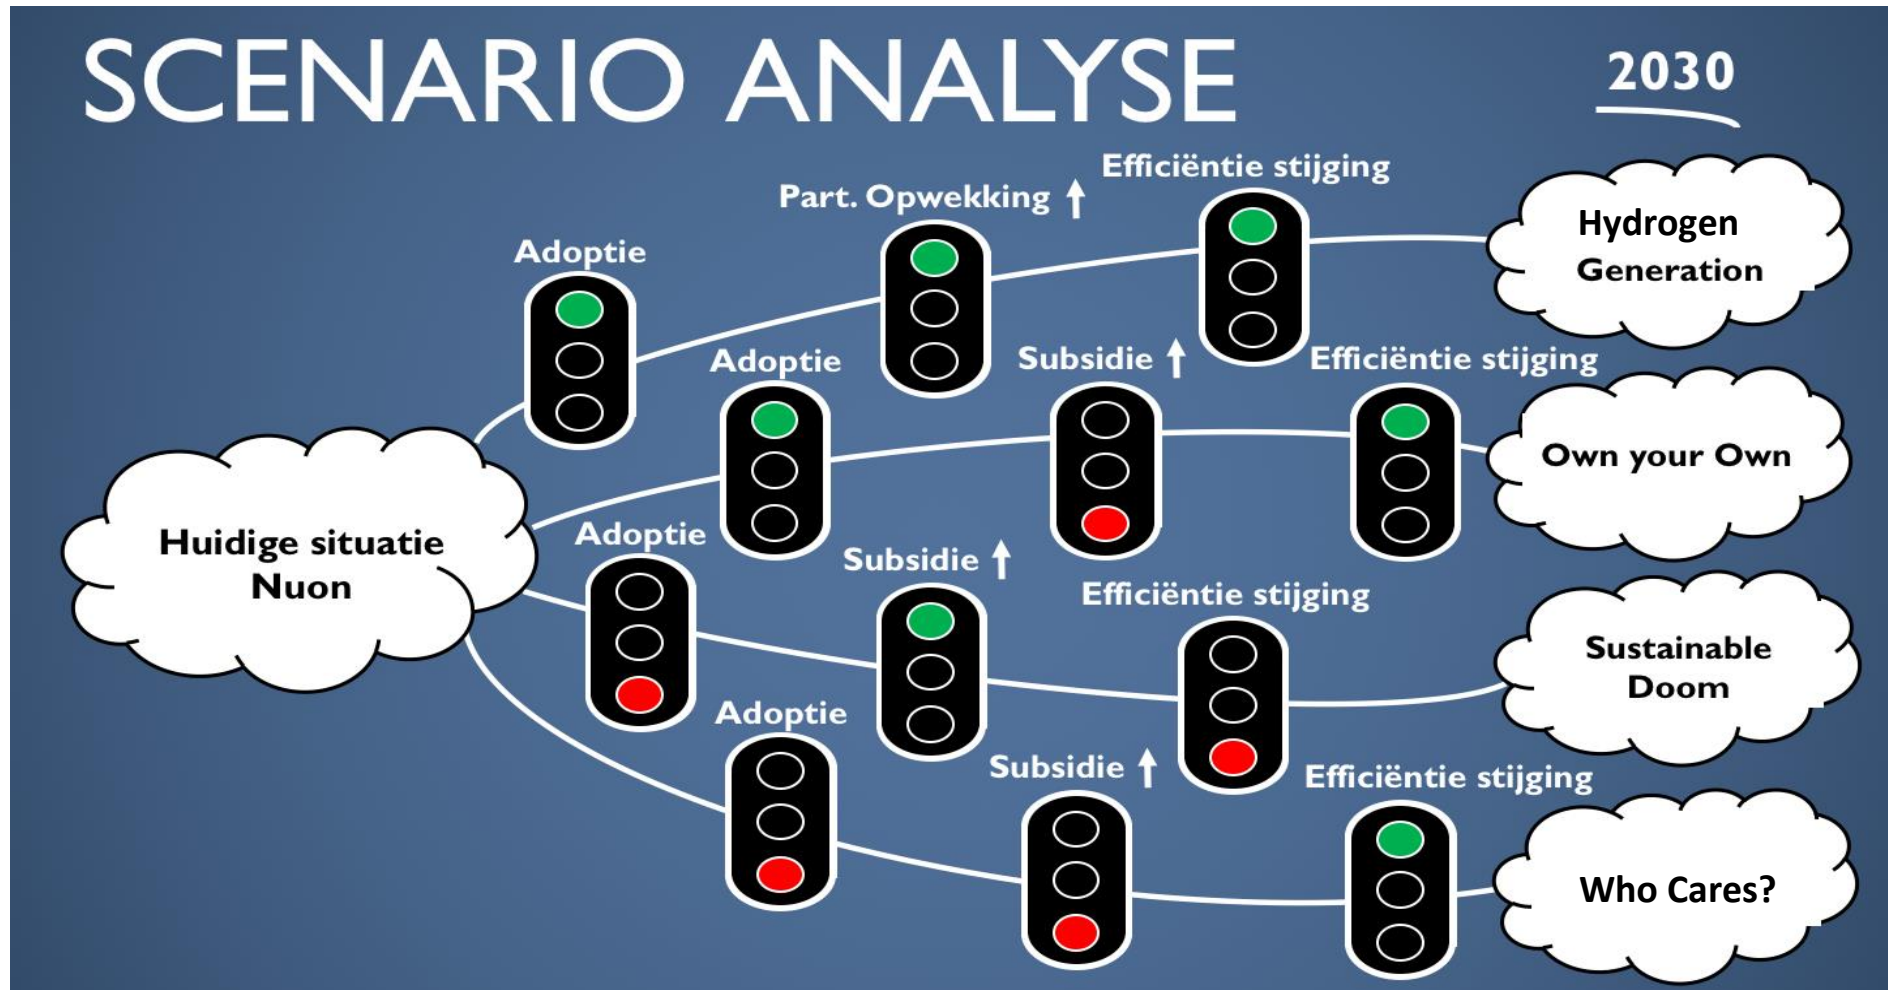 SCENARIO ANALYSE
2030
Efficiëntie stijging
Part. Opwekking
Adoptie
Hydrogen
Generation
Adoptie
Subsidie
Efficiëntie stijging
Own your Own
Huidige situatie
Nuon
Adoptie
Subsidie
Efficiëntie stijging
Sustainable
Doom
Adoptie
Subsidie
Efficiëntie stijging
Who Cares?